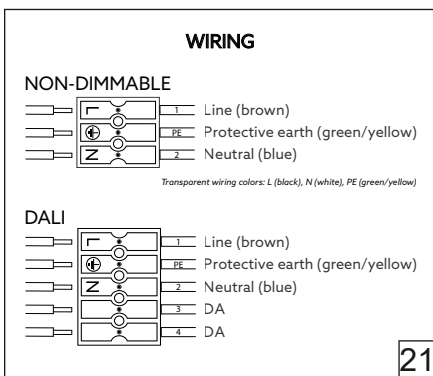 WIRING
NON-DIMMABLE
L 1 Line (brown)
PE Protective earth (green/yellow)
N 2 Neutral (blue)
Transparent wiring colors: L (black), N (white), PE (green/yellow)
DALI
L 1 Line (brown)
PE Protective earth (green/yellow)
N 2 Neutral (blue)
3 DA
4 DA
21